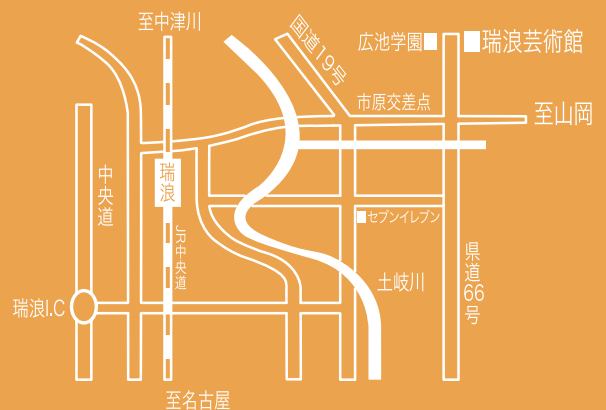 至中津川
国道19号
広池学園
瑞浪芸術館
市原交差点
至山岡
中央道
瑞浪
セブンイレブン
JR中央道
県道66号
土岐川
瑞浪I.C
至名古屋